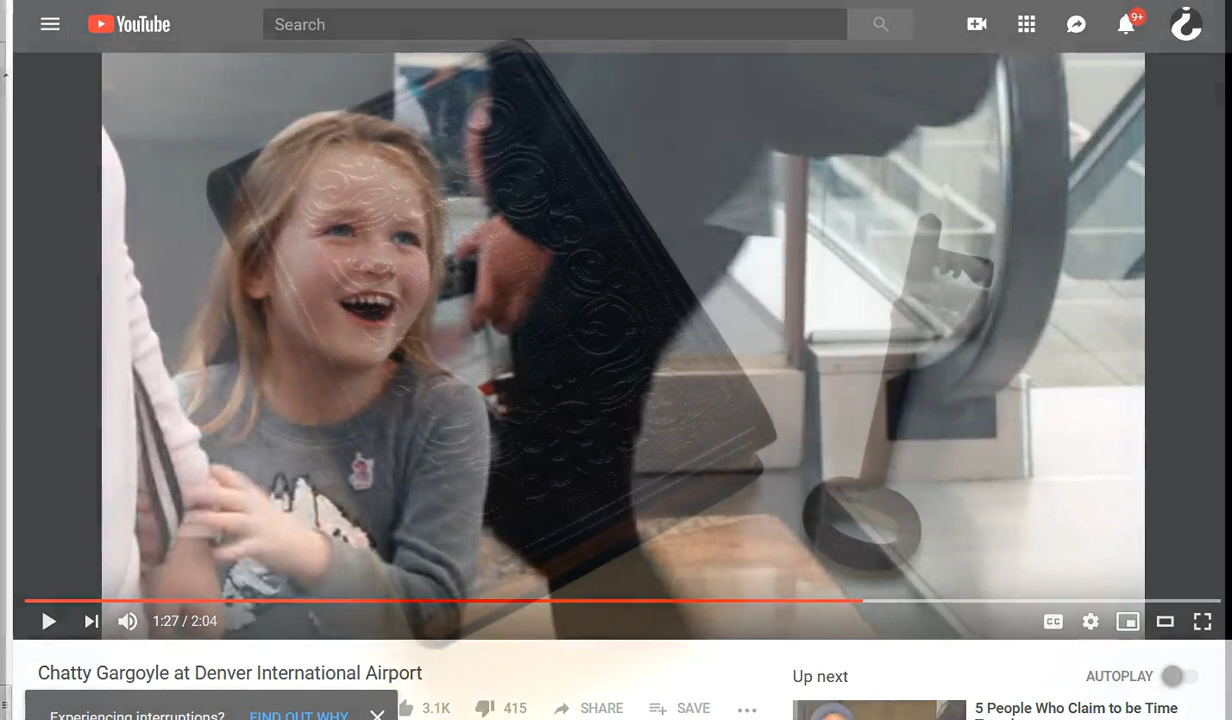 YouTube
Search
9+
1:27 / 2:04
CC
Chatty Gargoyle at Denver International Airport
Up next
AUTOPLAY
Experiencing interruptions?
FIND OUT WHY
3.1K
415
SHARE
SAVE
5 People Who Claim to be Time